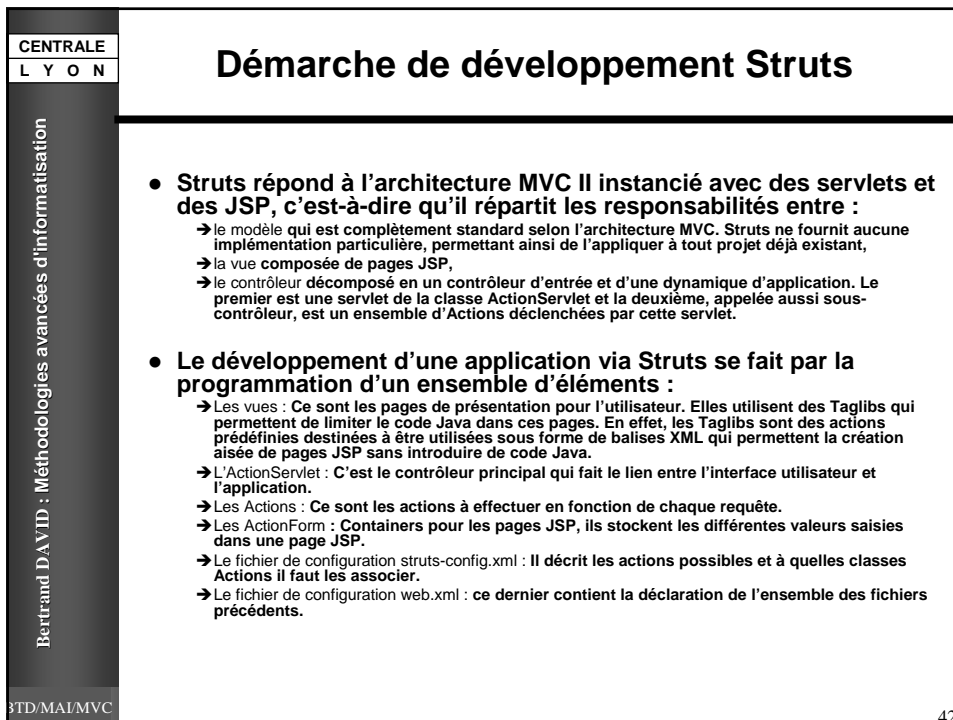 CENTRALE
L Y O N
Démarche de développement Struts
Bertrand DAVID : Méthodologies avancées d'informatisation
● Struts répond à l'architecture MVC II instancié avec des servlets et
des JSP, c'est-à-dire qu'il répartit les responsabilités entre :
➔ le modèle qui est complètement standard selon l'architecture MVC. Struts ne fournit aucune
implémentation particulière, permettant ainsi de l'appliquer à tout projet déjà existant,
➔ la vue composée de pages JSP,
➔ le contrôleur décomposé en un contrôleur d'entrée et d'une dynamique d'application. Le
premier est une servlet de la classe ActionServlet et la deuxième, appelée aussi sous-
contrôleur, est un ensemble d'Actions déclenchées par cette servlet.
● Le développement d'une application via Struts se fait par la
programmation d'un ensemble d'éléments :
➔ Les vues : Ce sont les pages de présentation pour l'utilisateur. Elles utilisent des Taglibs qui
permettent de limiter le code Java dans ces pages. En effet, les Taglibs sont des actions
prédéfinies destinées à être utilisées sous forme de balises XML qui permettent la création
aisée de pages JSP sans introduire de code Java.
➔ L'ActionServlet : C'est le contrôleur principal qui fait le lien entre l'interface utilisateur et
l'application.
➔ Les Actions : Ce sont les actions à effectuer en fonction de chaque requête.
➔ Les ActionForm : Containers pour les pages JSP, ils stockent les différentes valeurs saisies
dans une page JSP.
➔ Le fichier de configuration struts-config.xml : Il décrit les actions possibles et à quelles classes
Actions il faut les associer.
➔ Le fichier de configuration web.xml : ce dernier contient la déclaration de l'ensemble des fichiers
précédents.
BTD/MAI/MVC
42